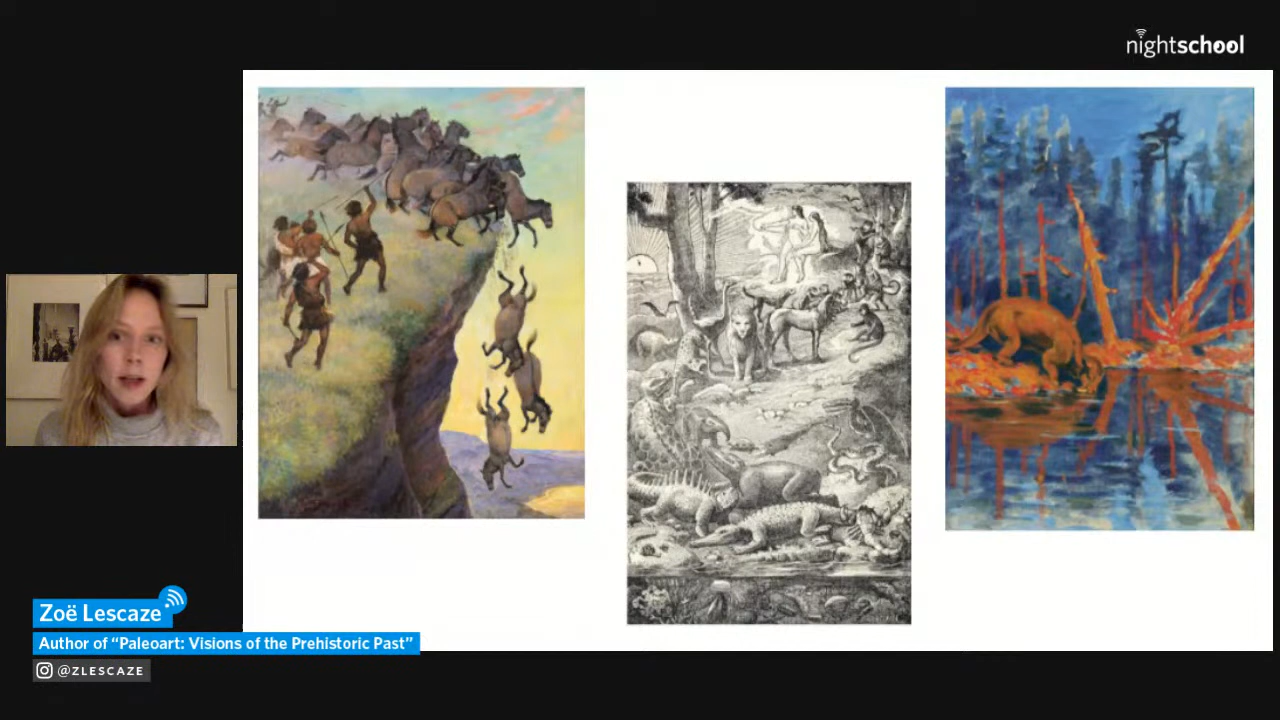 nightschool
Zoë Lescaze
Author of “Paleoart: Visions of the Prehistoric Past”
@ZLESCAZE